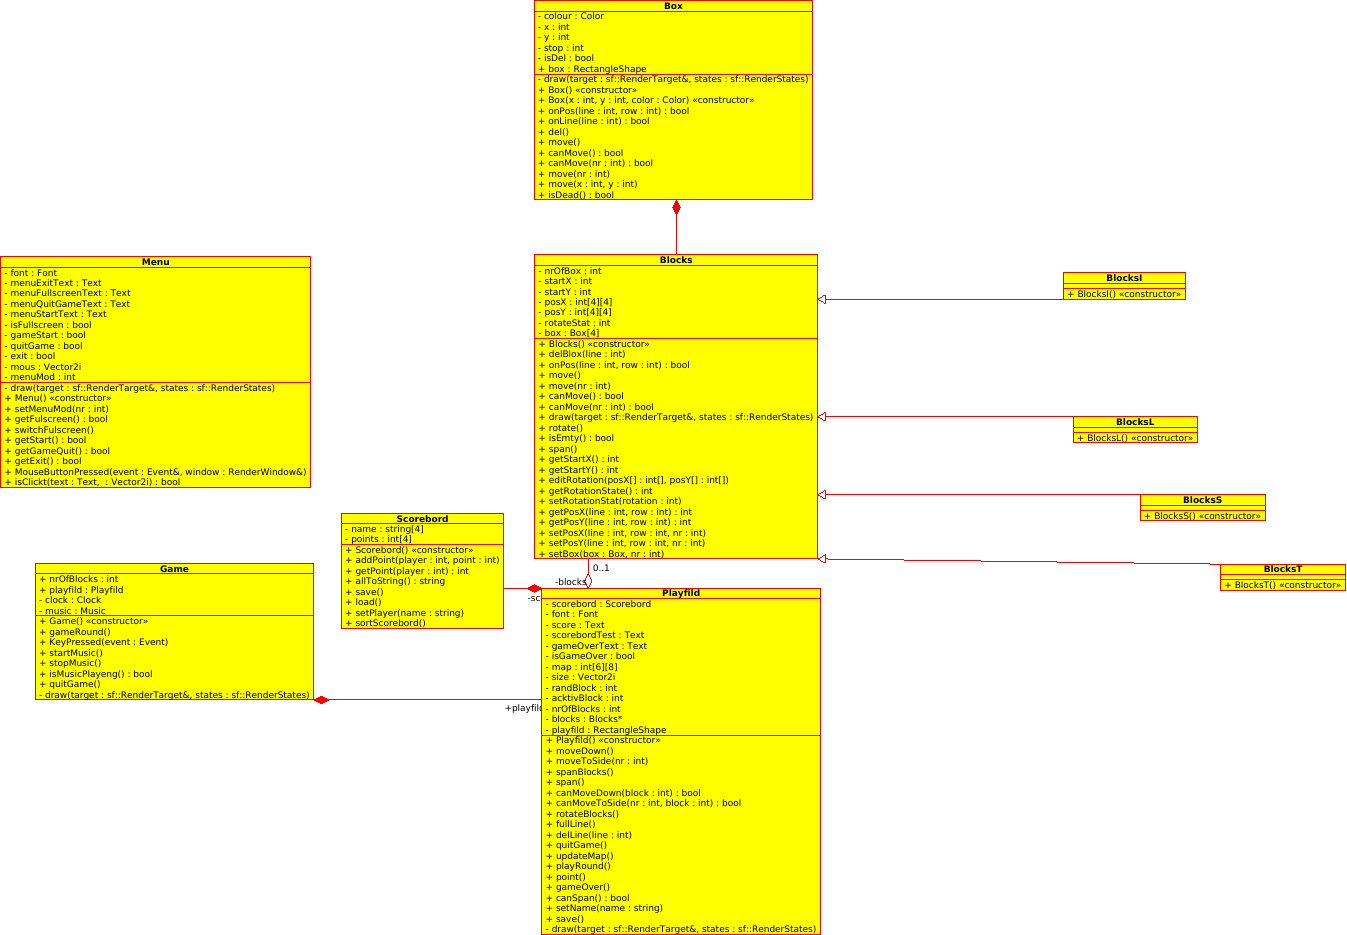 Box
- colour : Color
- x : int
- y : int
- stop : int
- isDel : bool
+ box : RectangleShape
- draw(target : sf::RenderTarget&, states : sf::RenderStates)
+ Box() «constructor»
+ Box(x : int, y : int, color : Color) «constructor»
+ onPos(line : int, row : int) : bool
+ onLine(line : int) : bool
+ del()
+ move()
+ canMove() : bool
+ canMove(nr : int) : bool
+ move(nr : int)
+ move(x : int, y : int)
+ isDead() : bool
Menu
- font : Font
- menuExitText : Text
- menuFullscreenText : Text
- menuQuitGameText : Text
- menuStartText : Text
- isFullscreen : bool
- gameStart : bool
- quitGame : bool
- exit : bool
- mous : Vector2i
- menuMod : int
- draw(target : sf::RenderTarget&, states : sf::RenderStates)
+ Menu() «constructor»
+ setMenuMod(nr : int)
+ getFulscreen() : bool
+ switchFulscreen()
+ getStart() : bool
+ getGameQuit() : bool
+ getExit() : bool
+ MouseButtonPressed(event : Event&, window : RenderWindow&)
+ isClickt(text : Text,  : Vector2i) : bool
Blocks
- nrOfBox : int
- startX : int
- startY : int
- posX : int[4][4]
- posY : int[4][4]
- rotateStat : int
- box : Box[4]
+ Blocks() «constructor»
+ delBlox(line : int)
+ onPos(line : int, row : int) : bool
+ move()
+ move(nr : int)
+ canMove() : bool
+ canMove(nr : int) : bool
+ draw(target : sf::RenderTarget&, states : sf::RenderStates)
+ rotate()
+ isEmty() : bool
+ span()
+ getStartX() : int
+ getStartY() : int
+ editRotation(posX[] : int[], posY[] : int[])
+ getRotationState() : int
+ setRotationStat(rotation : int)
+ getPosX(line : int, row : int) : int
+ getPosY(line : int, row : int) : int
+ setPosX(line : int, row : int, nr : int)
+ setPosY(line : int, row : int, nr : int)
+ setBox(box : Box, nr : int)
BlocksI
+ BlocksI() «constructor»
BlocksL
+ BlocksL() «constructor»
BlocksS
+ BlocksS() «constructor»
BlocksT
+ BlocksT() «constructor»
Scorebord
- name : string[4]
- points : int[4]
+ Scorebord() «constructor»
+ addPoint(player : int, point : int)
+ getPoint(player : int) : int
+ allToString() : string
+ save()
+ load()
+ setPlayer(name : string)
+ sortScorebord()
0..1
-blocks
-sc
Game
+ nrOfBlocks : int
+ playfild : Playfild
- clock : Clock
- music : Music
+ Game() «constructor»
+ gameRound()
+ KeyPressed(event : Event)
+ startMusic()
+ stopMusic()
+ isMusicPlayeng() : bool
+ quitGame()
- draw(target : sf::RenderTarget&, states : sf::RenderStates)
+playfild
Playfild
- scorebord : Scorebord
- font : Font
- score : Text
- scorebordTest : Text
- gameOverText : Text
- isGameOver : bool
- map : int[6][8]
- size : Vector2i
- randBlock : int
- acktivBlock : int
- nrOfBlocks : int
- blocks : Blocks*
- playfild : RectangleShape
+ Playfild() «constructor»
+ moveDown()
+ moveToSide(nr : int)
+ spanBlocks()
+ span()
+ canMoveDown(block : int) : bool
+ canMoveToSide(nr : int, block : int) : bool
+ rotateBlocks()
+ fullLine()
+ delLine(line : int)
+ quitGame()
+ updateMap()
+ playRound()
+ point()
+ gameOver()
+ canSpan() : bool
+ setName(name : string)
+ save()
- draw(target : sf::RenderTarget&, states : sf::RenderStates)